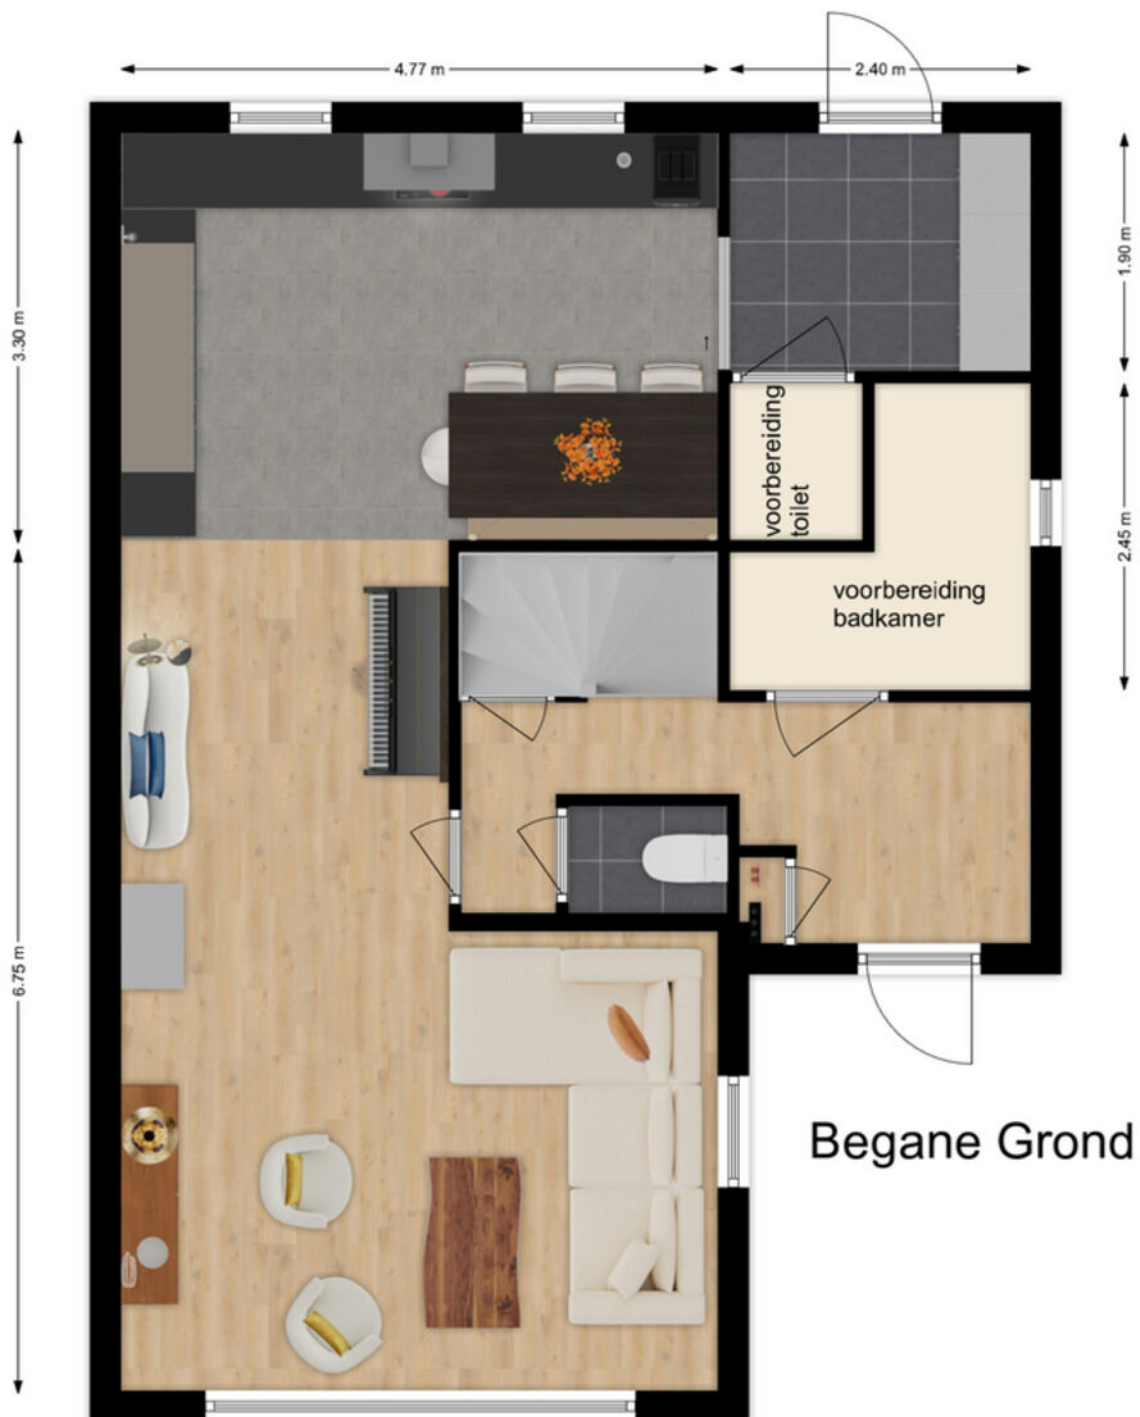 4.77 m
2.40 m
1.90 m
3.30 m
voorbereiding
toilet
2.45 m
voorbereiding
badkamer
6.75 m
Begane Grond